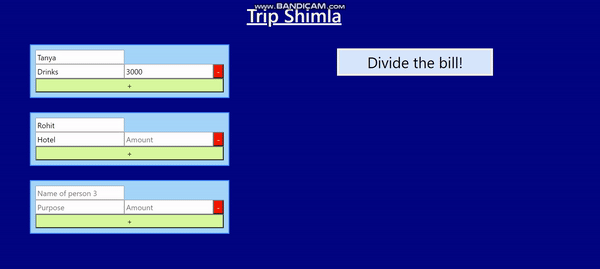 www.BANDICAM.com
Trip Shimla
Tanya
Drinks 3000 -
+
Divide the bill!
Rohit
Hotel Amount -
+
Name of person 3
Purpose Amount -
+